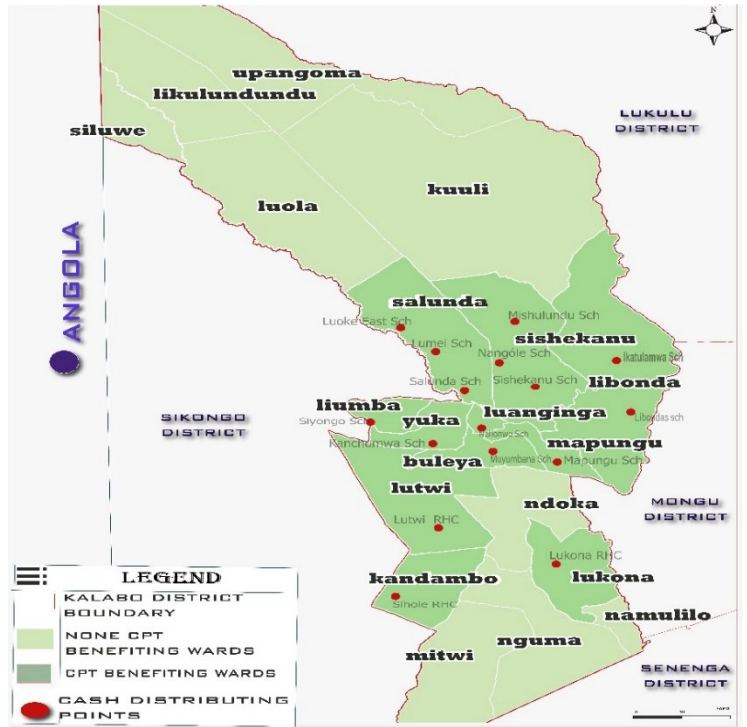 N
upangoma
likulundundu
LUKULU
DISTRICT
siluwe
kuuli
luola
ANGOLA
salunda
Mishulundu Sch
Luoke East Sch
sishekanu
Lumei Sch
Nangole Sch
Ikatulamwa Sch
Salunda Sch
Sishekanu Sch
libonda
liumba
luanginga
Libondas sch
SIKONGO
DISTRICT
Siyongo Sch
yuka
mapungu
Kanchumwa Sch
Muyumbana Sch
buleya
Mapungu Sch
lutwi
ndoka
MONGU
DISTRICT
Lutwi RHC
Lukona RHC
kandambo
lukona
Sihole RHC
namulilo
nguma
mitwi
SENENGA
DISTRICT
LEGEND
KALABO DISTRICT
BOUNDARY
NONE CPT
BENEFITING WARDS
CPT BENEFITING WARDS
CASH DISTRIBUTING
POINTS